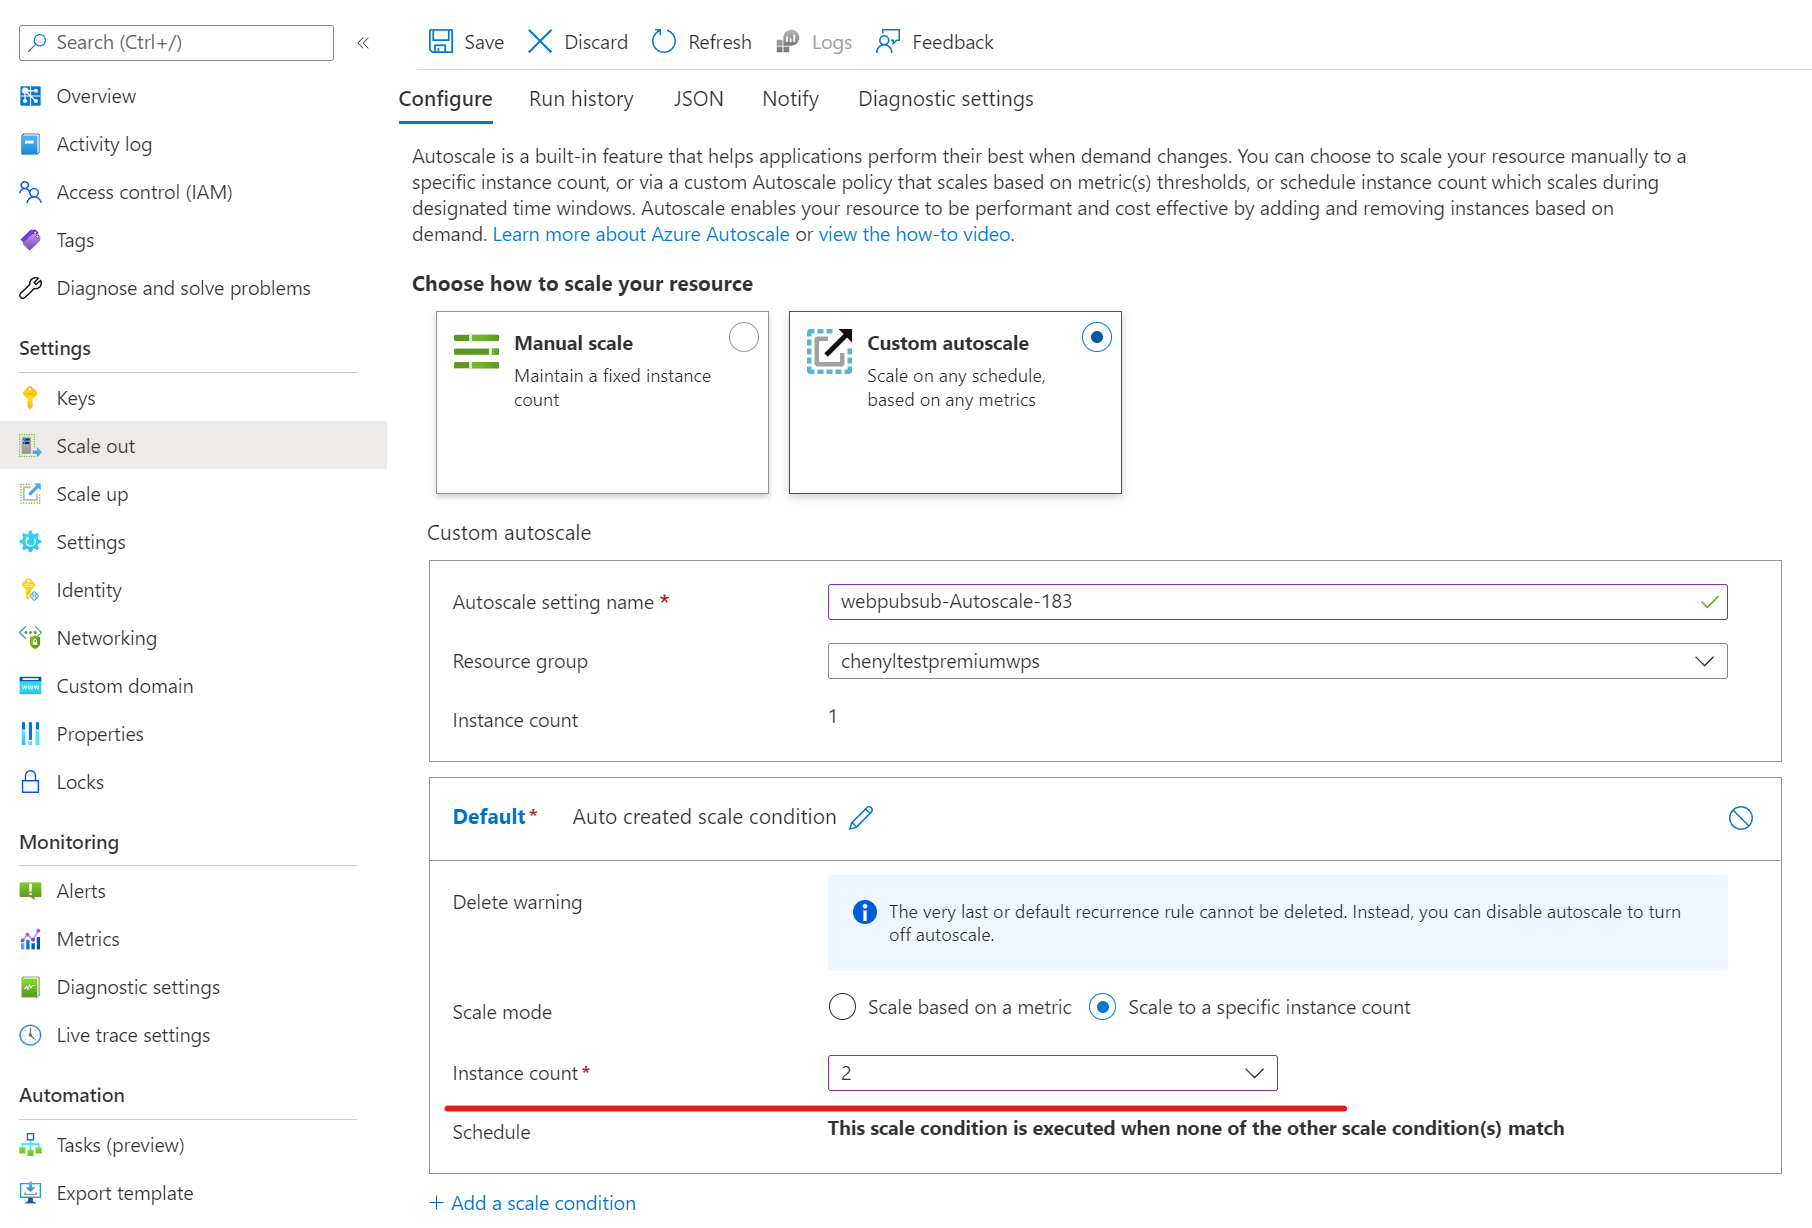 Search (Ctrl+/)
«
Overview
Activity log
Access control (IAM)
Tags
Diagnose and solve problems
Settings
Keys
Scale out
Scale up
Settings
Identity
Networking
Custom domain
Properties
Locks
Monitoring
Alerts
Metrics
Diagnostic settings
Live trace settings
Automation
Tasks (preview)
Export template
Save
Discard
Refresh
Logs
Feedback
Configure
Run history
JSON
Notify
Diagnostic settings
Autoscale is a built-in feature that helps applications perform their best when demand changes. You can choose to scale your resource manually to a
specific instance count, or via a custom Autoscale policy that scales based on metric(s) thresholds, or schedule instance count which scales during
designated time windows. Autoscale enables your resource to be performant and cost effective by adding and removing instances based on
demand. Learn more about Azure Autoscale or view the how-to video.
Choose how to scale your resource
Manual scale
Maintain a fixed instance
count
Custom autoscale
Scale on any schedule,
based on any metrics
Custom autoscale
Autoscale setting name *
webpubsub-Autoscale-183
Resource group
chenyltestpremiumwps
Instance count
1
Default*
Auto created scale condition
Delete warning
The very last or default recurrence rule cannot be deleted. Instead, you can disable autoscale to turn
off autoscale.
Scale mode
Scale based on a metric
Scale to a specific instance count
Instance count*
2
Schedule
This scale condition is executed when none of the other scale condition(s) match
+ Add a scale condition